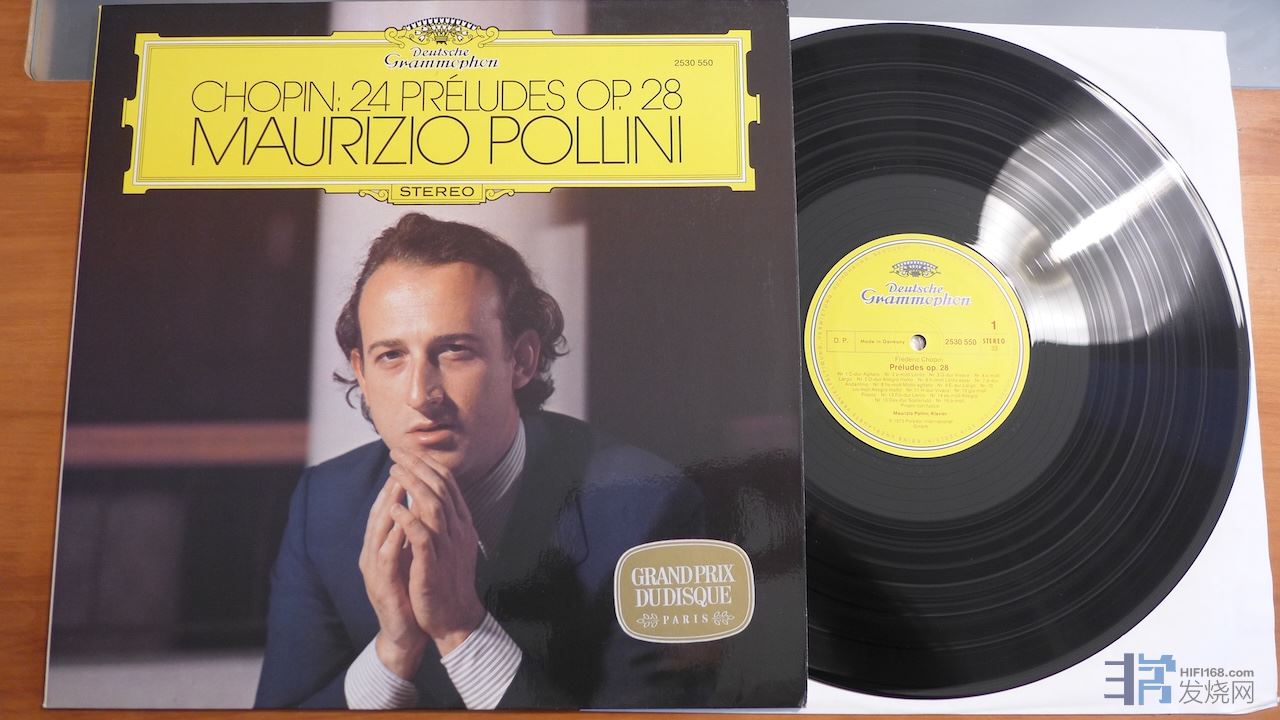 Deutsche
Grammophon
2530 550
CHOPIN: 24 PRÉLUDES OP. 28
MAURIZIO POLLINI
STEREO
GRAND PRIX
DU DISQUE
PARIS
Deutsche
Grammophon
1
D.P.
Made in Germany
2530 550
STEREO
33
Frédéric Chopin
Préludes op. 28
Maurizio Pollini, Klavier
HIFI168.com
发烧网